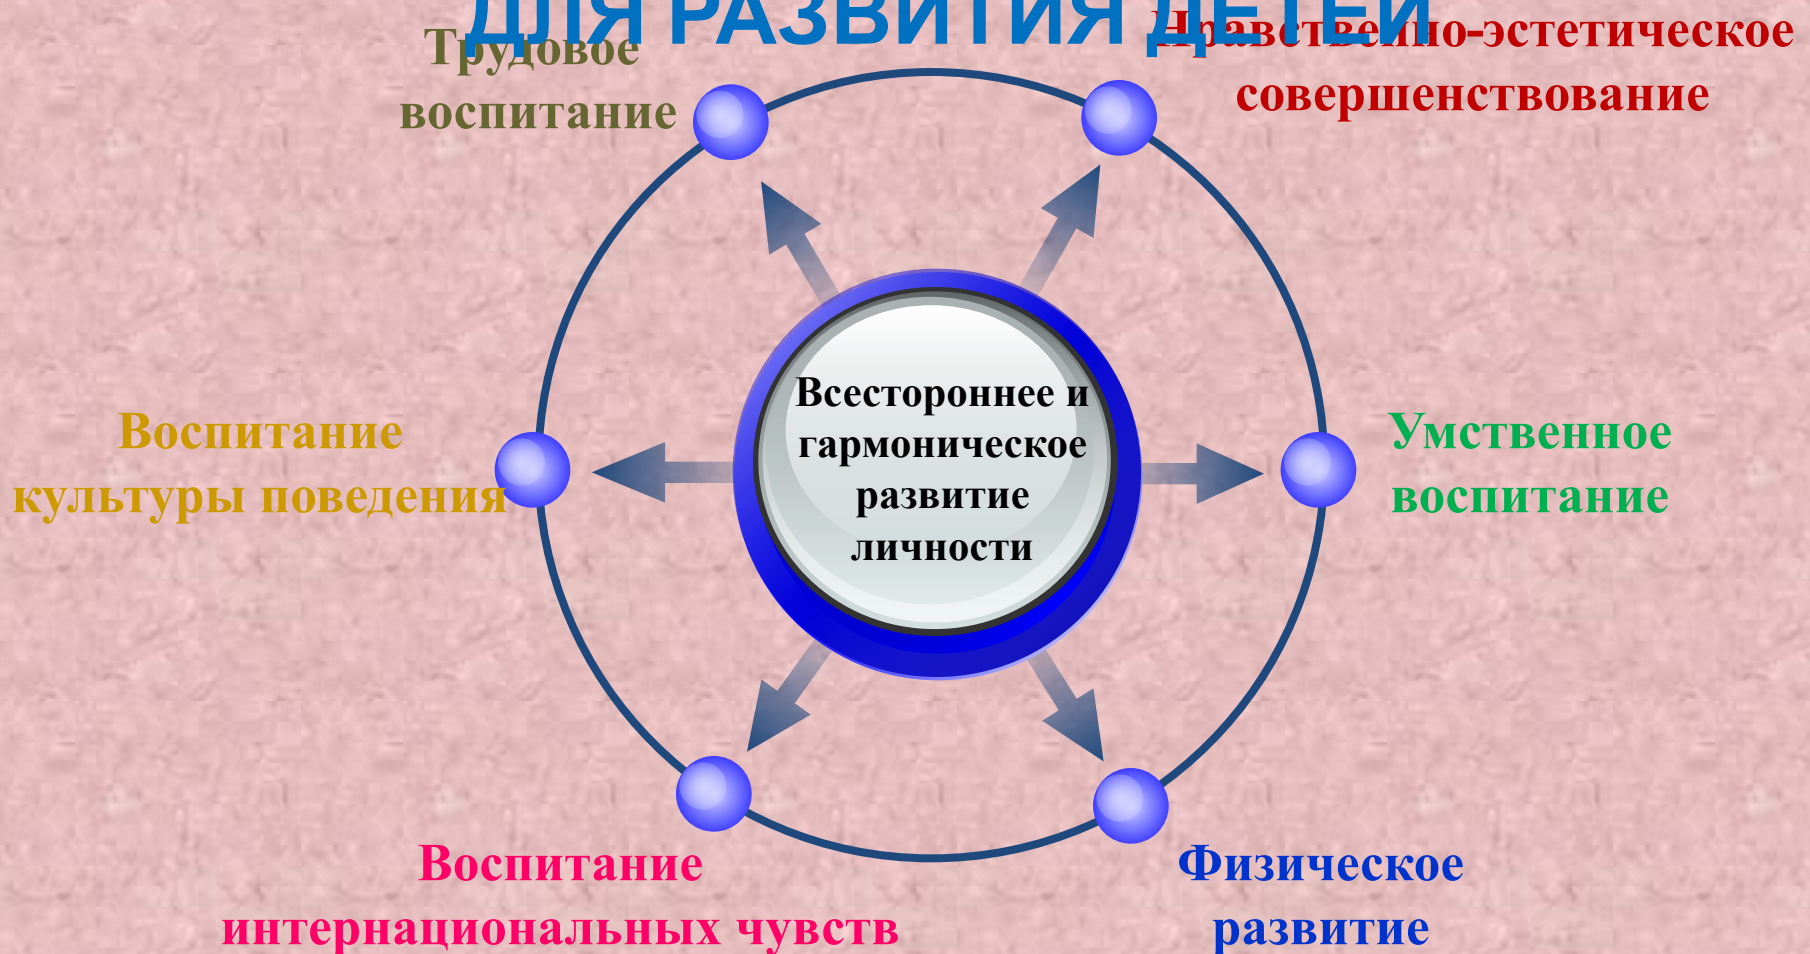 ДЛЯ РАЗВИТИЯ ДЕТЕЙ
Трудовое
воспитание
Нравственно-эстетическое
совершенствование
Всестороннее и
гармоническое
развитие
личности
Воспитание
культуры поведения
Умственное
воспитание
Воспитание
интернациональных чувств
Физическое
развитие